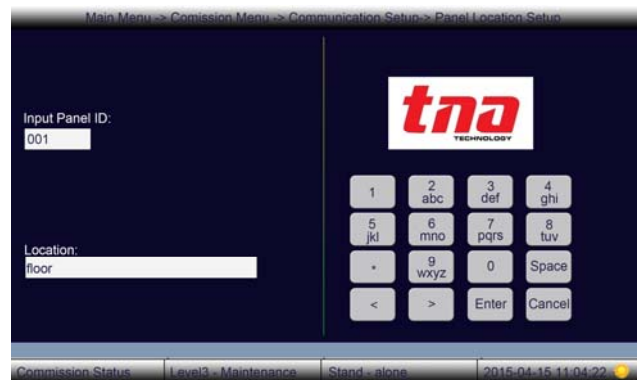 Main Menu -> Comission Menu -> Communication Setup-> Panel Location Setup
Input Panel ID:
001
Location:
floor
tna
TECHNOLOGY
1
2
abc
3
def
4
ghi
5
jkl
6
mno
7
pqrs
8
tuv
*
9
wxyz
0
Space
<
>
Enter
Cancel
Commission Status
Level3 - Maintenance
Stand - alone
2015-04-15 11:04:22